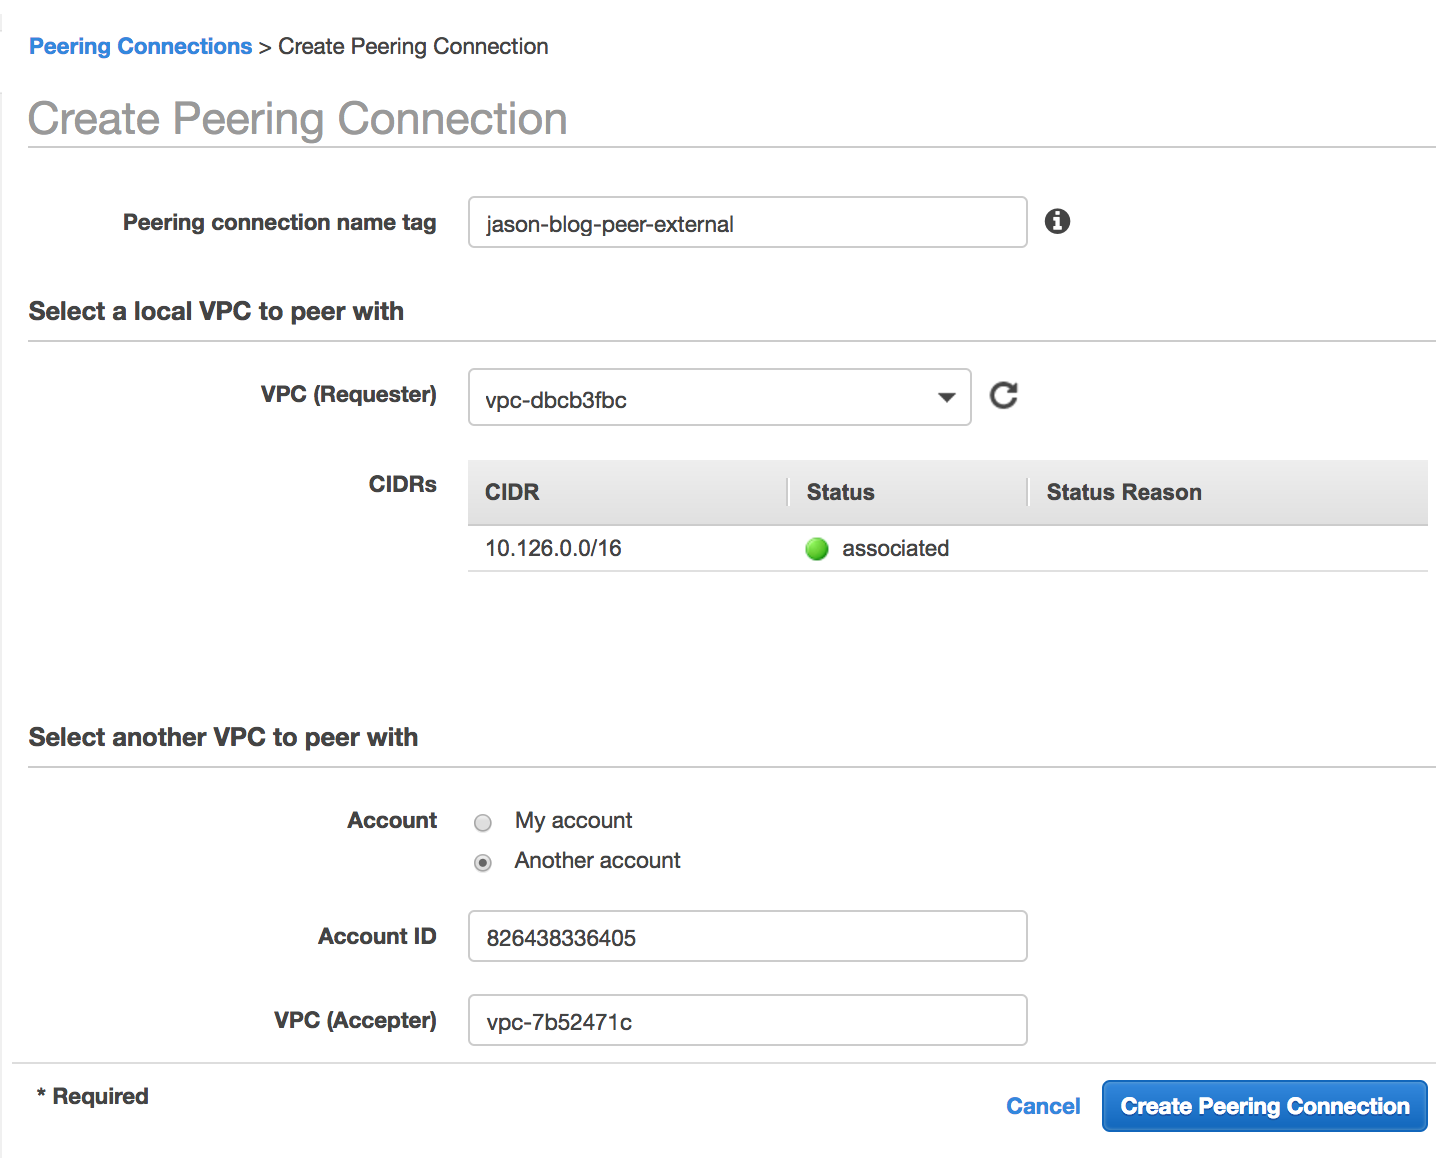 Peering Connections > Create Peering Connection
Create Peering Connection
Peering connection name tag jason-blog-peer-external
Select a local VPC to peer with
VPC (Requester) vpc-dbcb3fbc
CIDRs CIDR Status Status Reason
10.126.0.0/16 associated
Select another VPC to peer with
Account My account
Another account
Account ID 826438336405
VPC (Accepter) vpc-7b52471c
* Required
Cancel Create Peering Connection